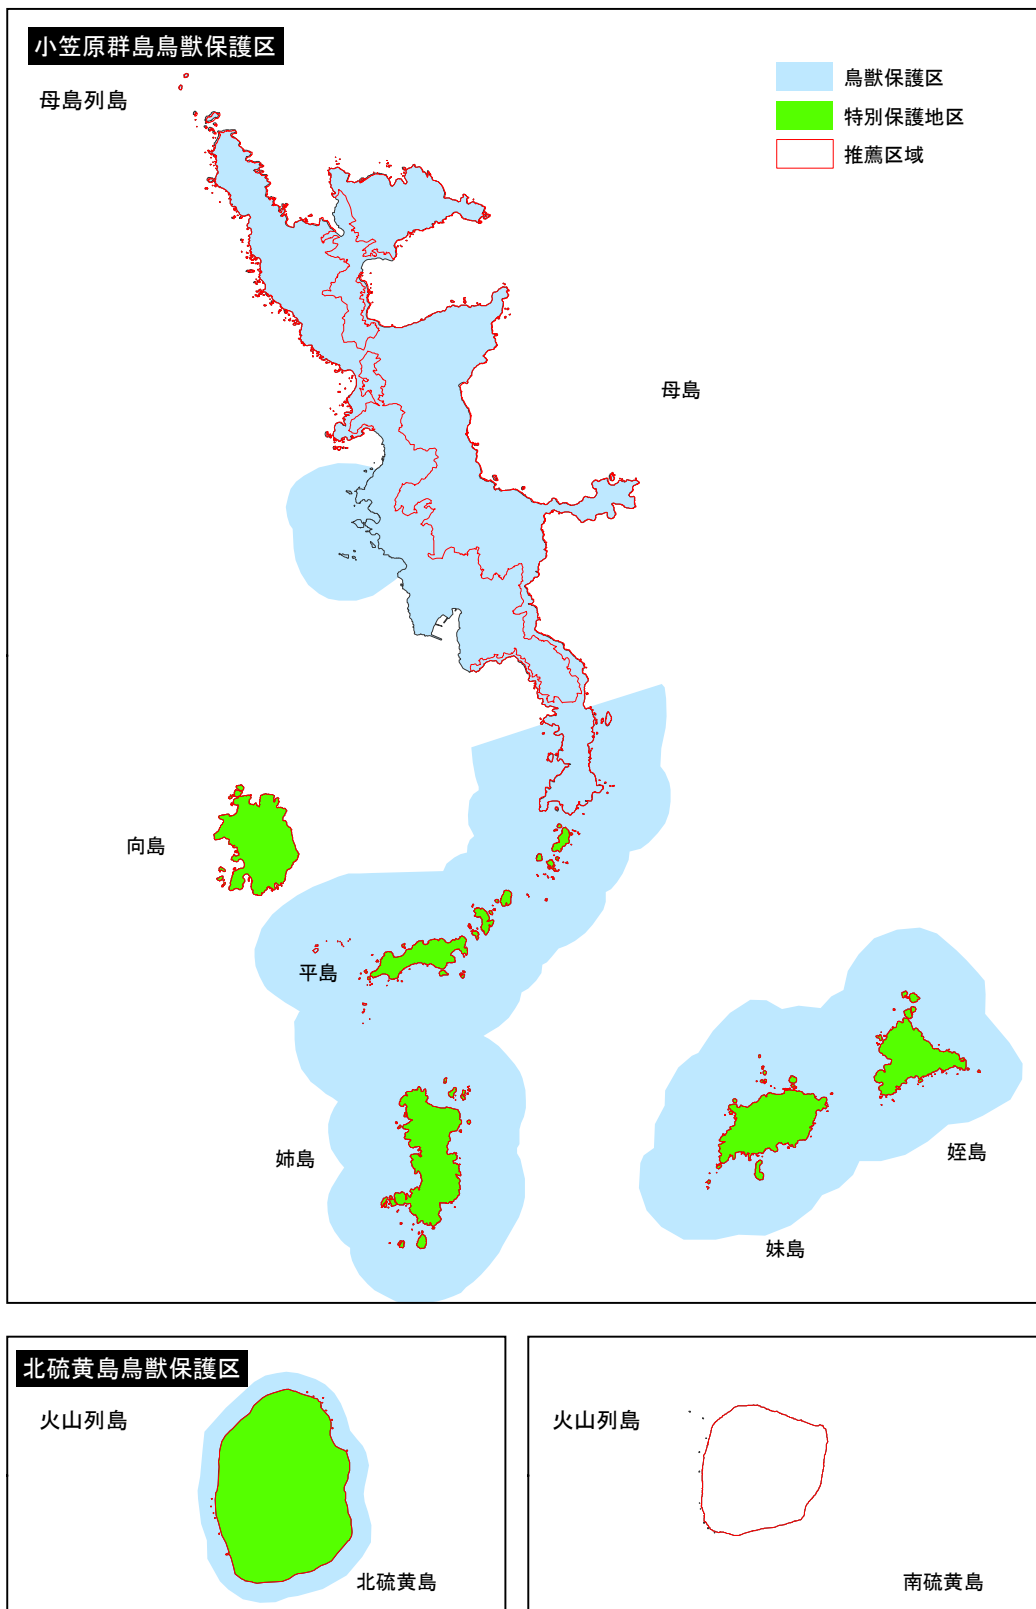 小笠原群島鳥獣保護区
母島列島
鳥獣保護区
特別保護地区
推薦区域
母島
向島
平島
姉島
姪島
妹島
北硫黄島鳥獣保護区
火山列島
北硫黄島
火山列島
南硫黄島